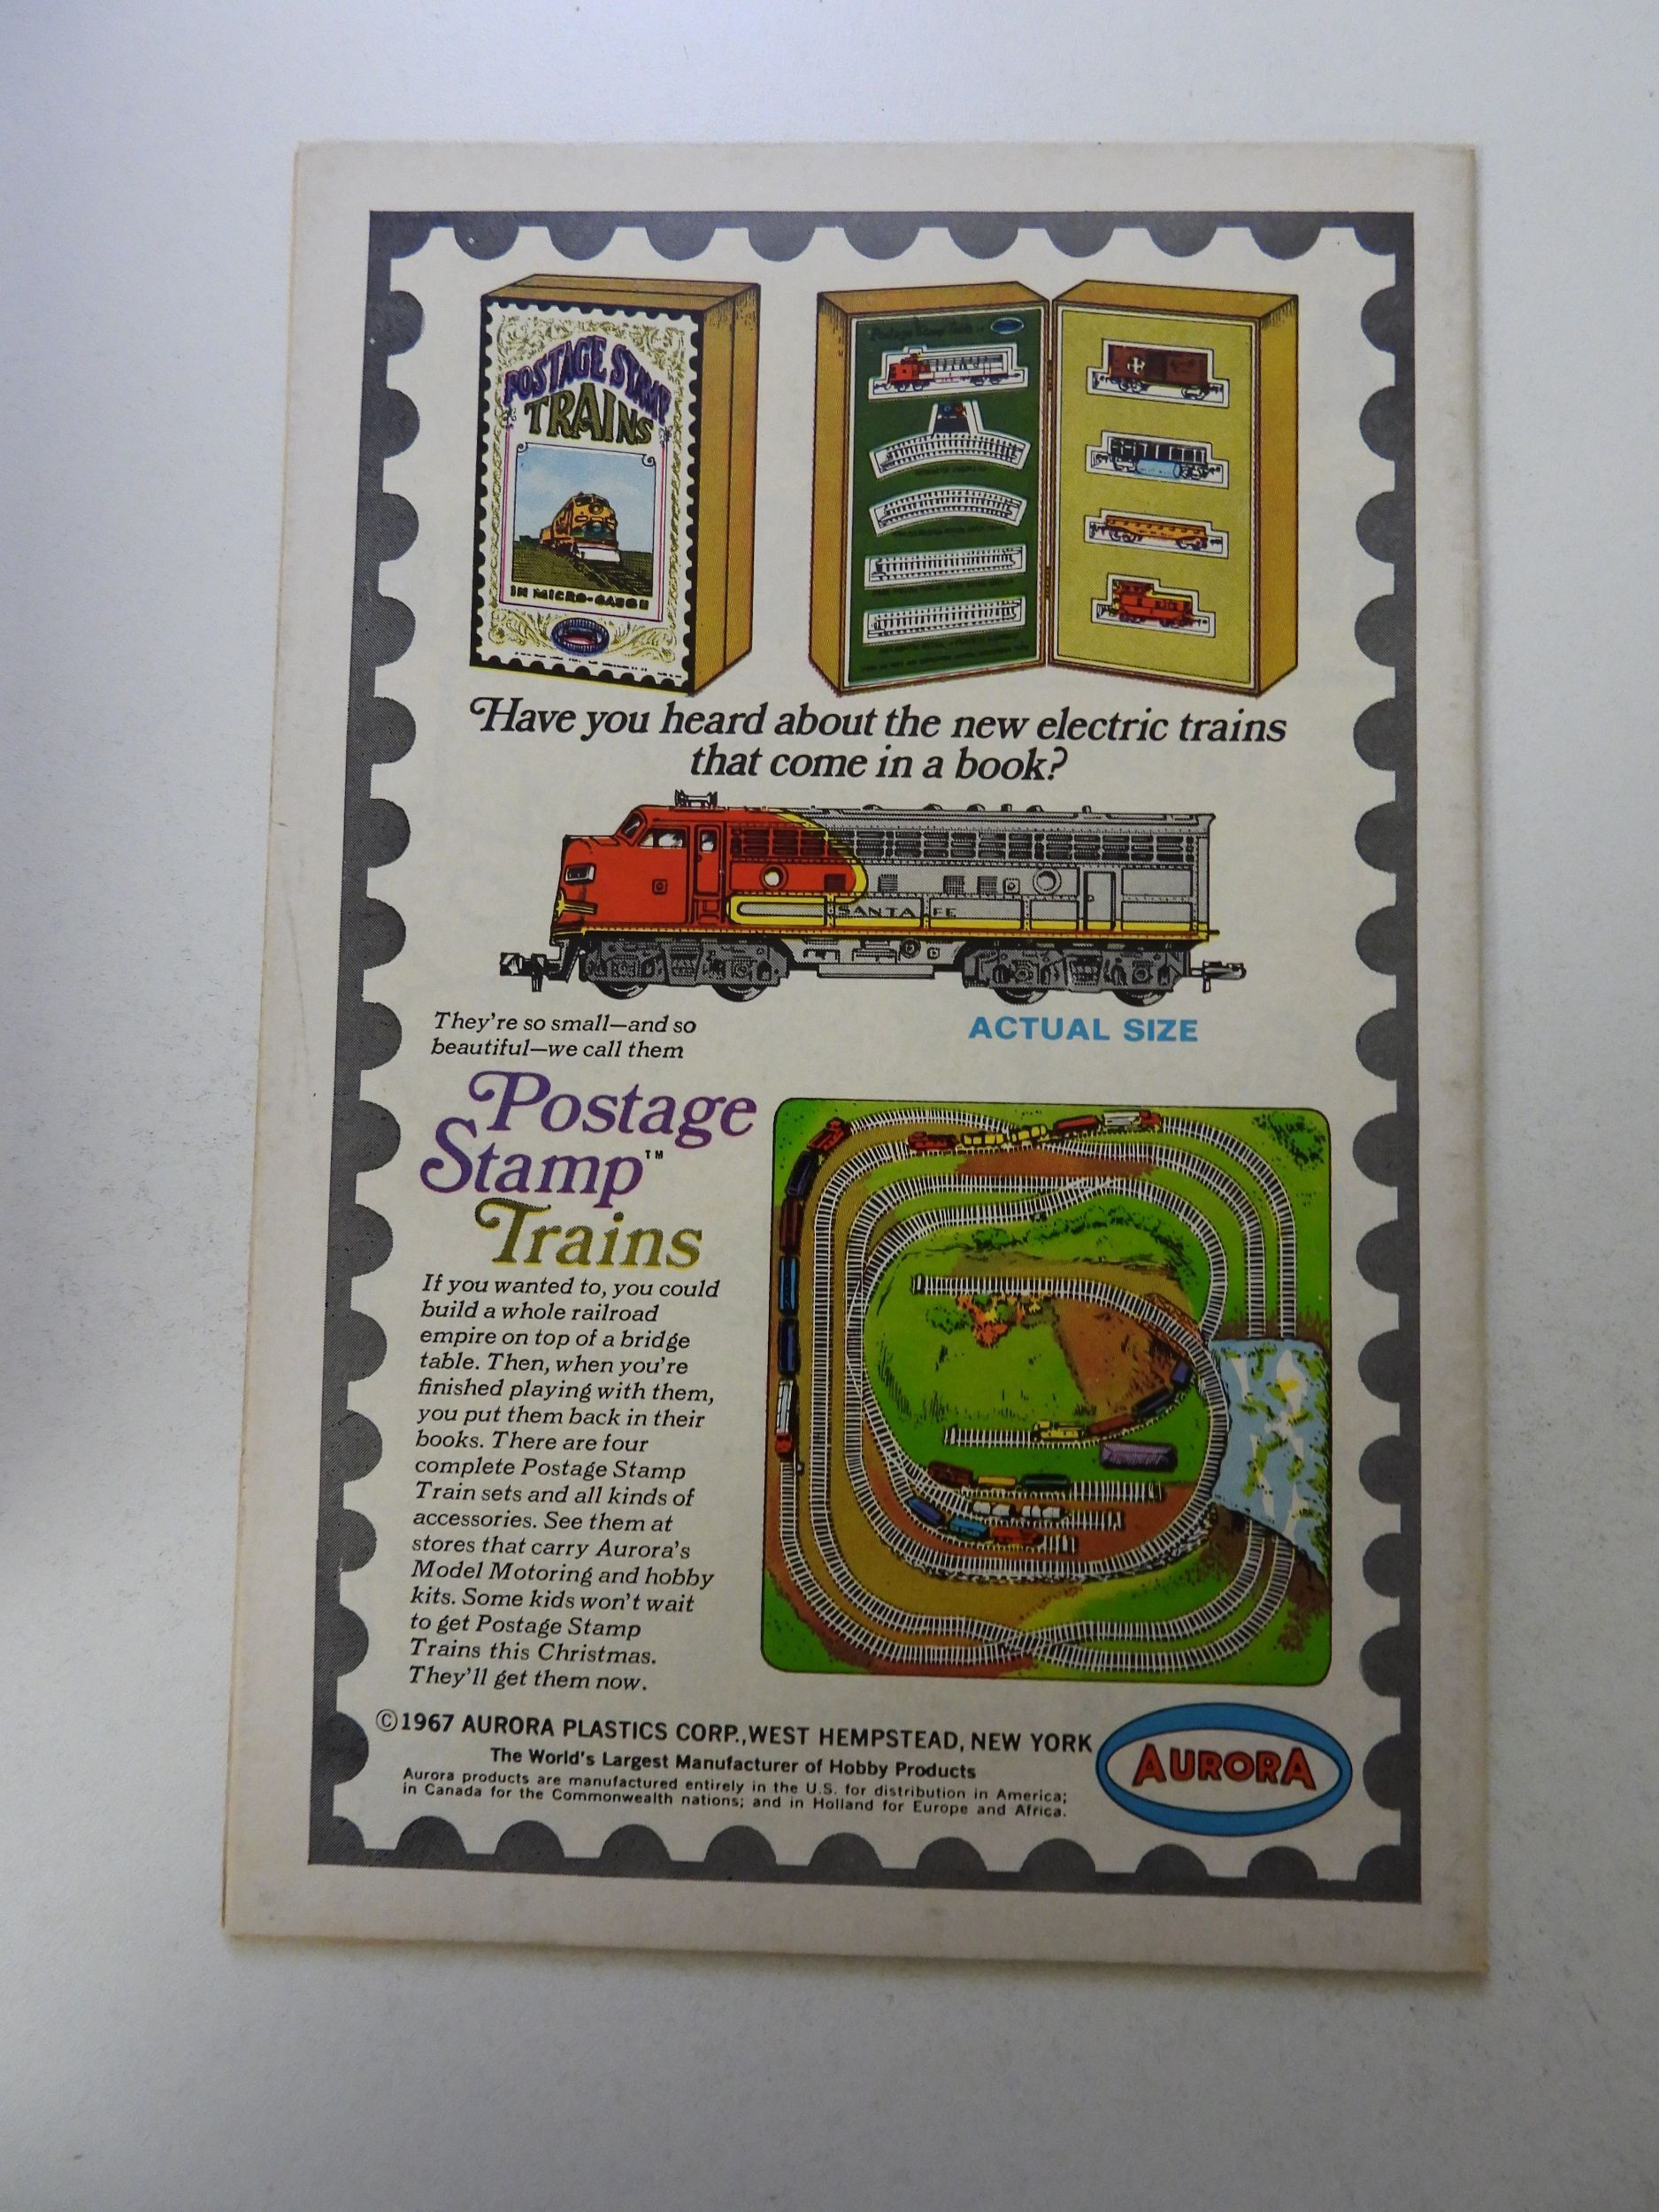 POSTAGE STAMP
TRAINS
IN MICRO-GAUGE
Have you heard about the new electric trains
that come in a book?
SANTA FE
They're so small—and so
beautiful—we call them
ACTUAL SIZE
Postage
Stamp™
Trains
If you wanted to, you could
build a whole railroad
empire on top of a bridge
table. Then, when you're
finished playing with them,
you put them back in their
books. There are four
complete Postage Stamp
Train sets and all kinds of
accessories. See them at
stores that carry Aurora's
Model Motoring and hobby
kits. Some kids won't wait
to get Postage Stamp
Trains this Christmas.
They'll get them now.
©1967 AURORA PLASTICS CORP., WEST HEMPSTEAD, NEW YORK
The World's Largest Manufacturer of Hobby Products
Aurora products are manufactured entirely in the U.S. for distribution in America;
in Canada for the Commonwealth nations; and in Holland for Europe and Africa.
AURORA